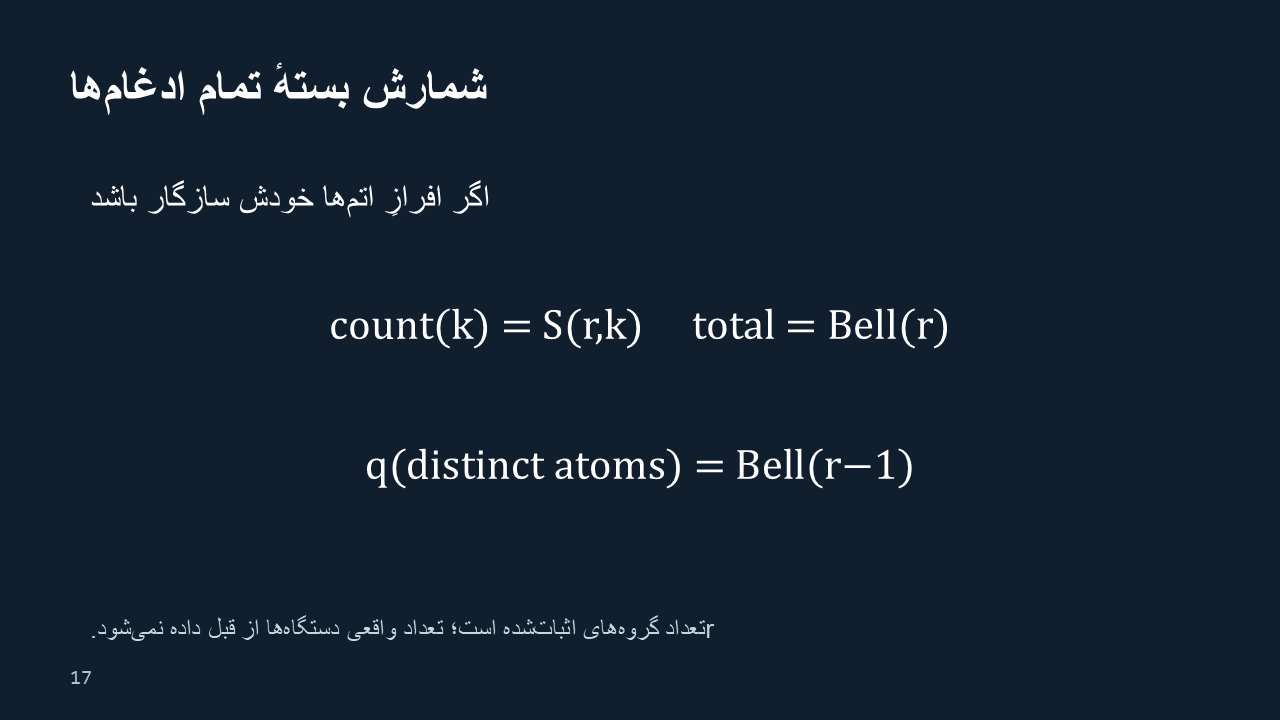 شمارش بستهٔ تمام ادغام‌ها
اگر افرازِ اتم‌ها خودش سازگار باشد
count(k) = S(r,k)    total = Bell(r)
q(distinct atoms) = Bell(r−1)
rتعداد گروه‌های اثبات‌شده است؛ تعداد واقعی دستگاه‌ها از قبل داده نمی‌شود.
17